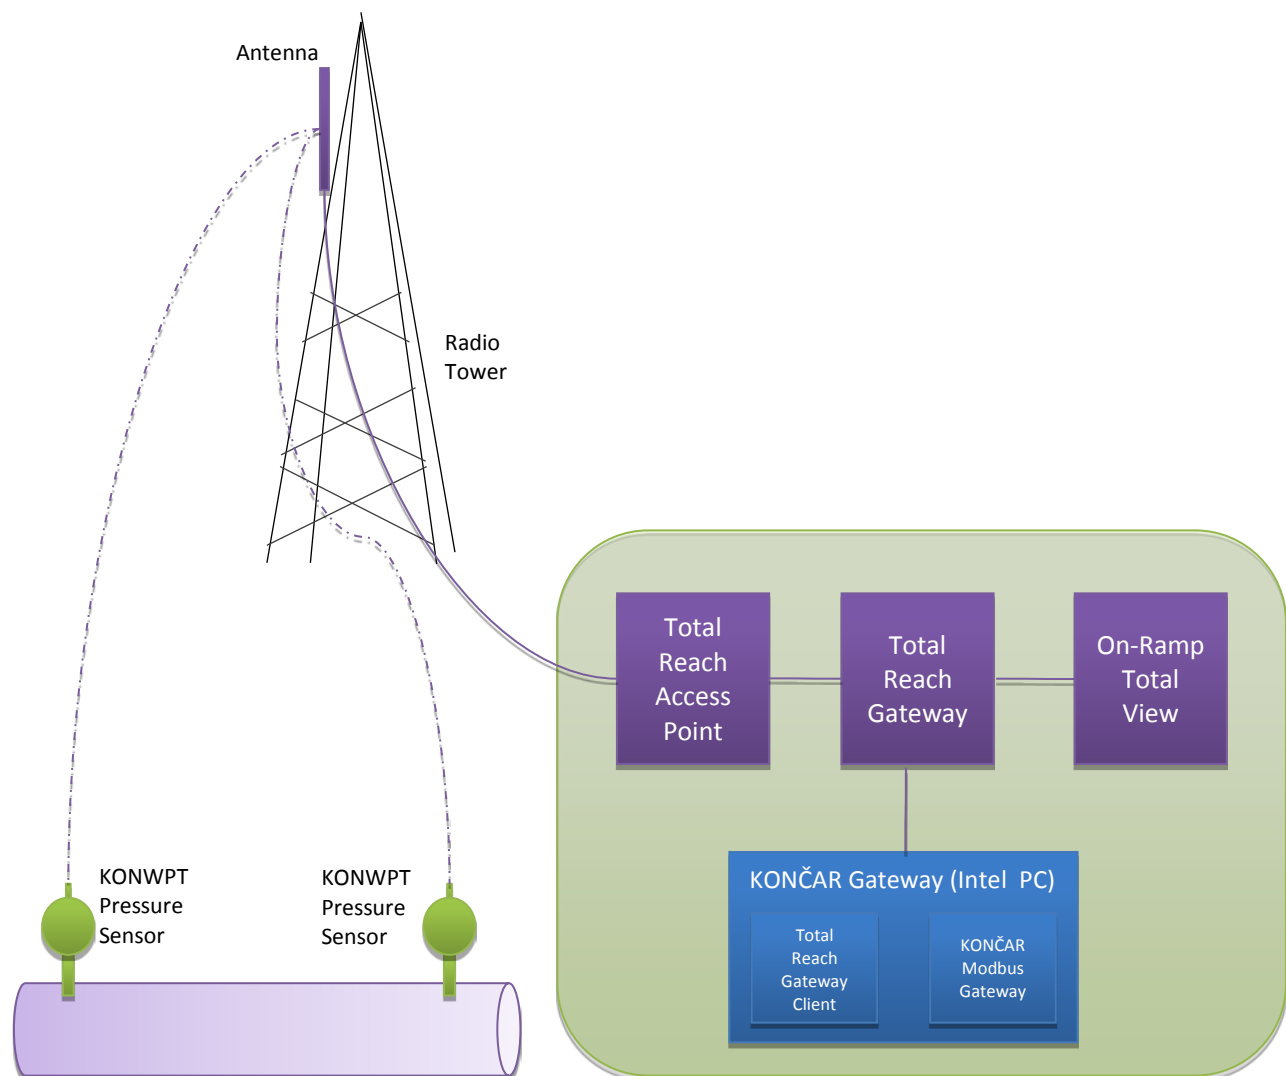 Antenna
Radio
Tower
Total
Reach
Access
Point
Total
Reach
Gateway
On-Ramp
Total
View
KONWPT
Pressure
Sensor
KONWPT
Pressure
Sensor
KONČAR Gateway (Intel PC)
Total
Reach
Gateway
Client
KONČAR
Modbus
Gateway